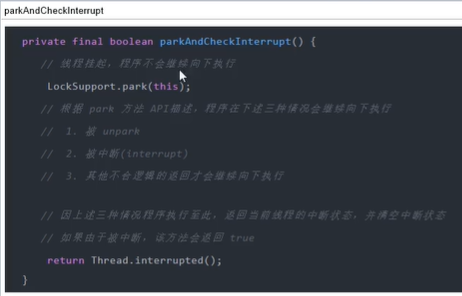 parkAndCheckInterrupt
private final boolean parkAndCheckInterrupt() {
// 线程挂起，程序不会继续向下执行
LockSupport.park(this);
// 根据 park 方法 API描述，程序在下述三种情况会继续向下执行
// 1. 被 unpark
// 2. 被中断(interrupt)
// 3. 其他不合逻辑的返回才会继续向下执行
// 因上述三种情况程序执行至此，返回当前线程的中断状态，并清空中断状态
// 如果由于被中断，该方法会返回 true
return Thread.interrupted();
}